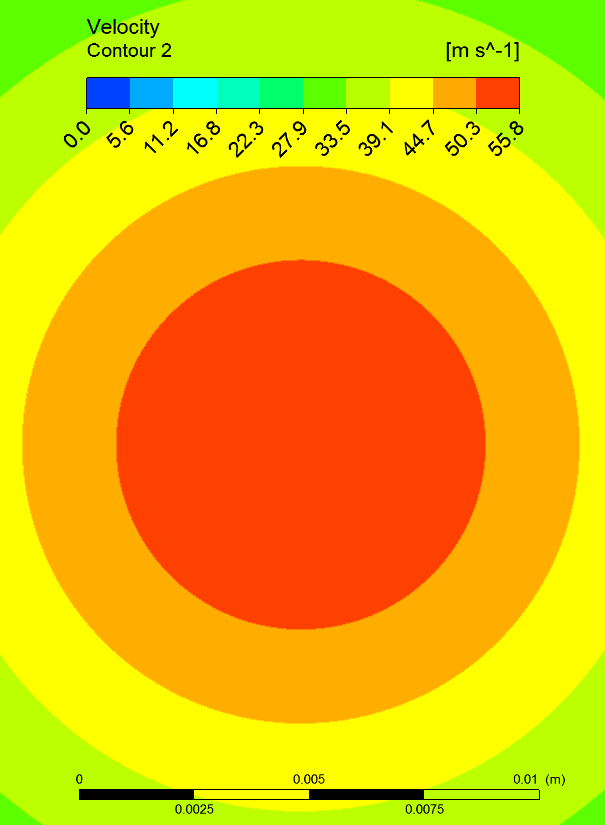 Velocity
Contour 2 [m s^-1]
0.0 5.6 11.2 16.8 22.3 27.9 33.5 39.1 44.7 50.3 55.8
0 0.005 0.01 (m)
0.0025 0.0075